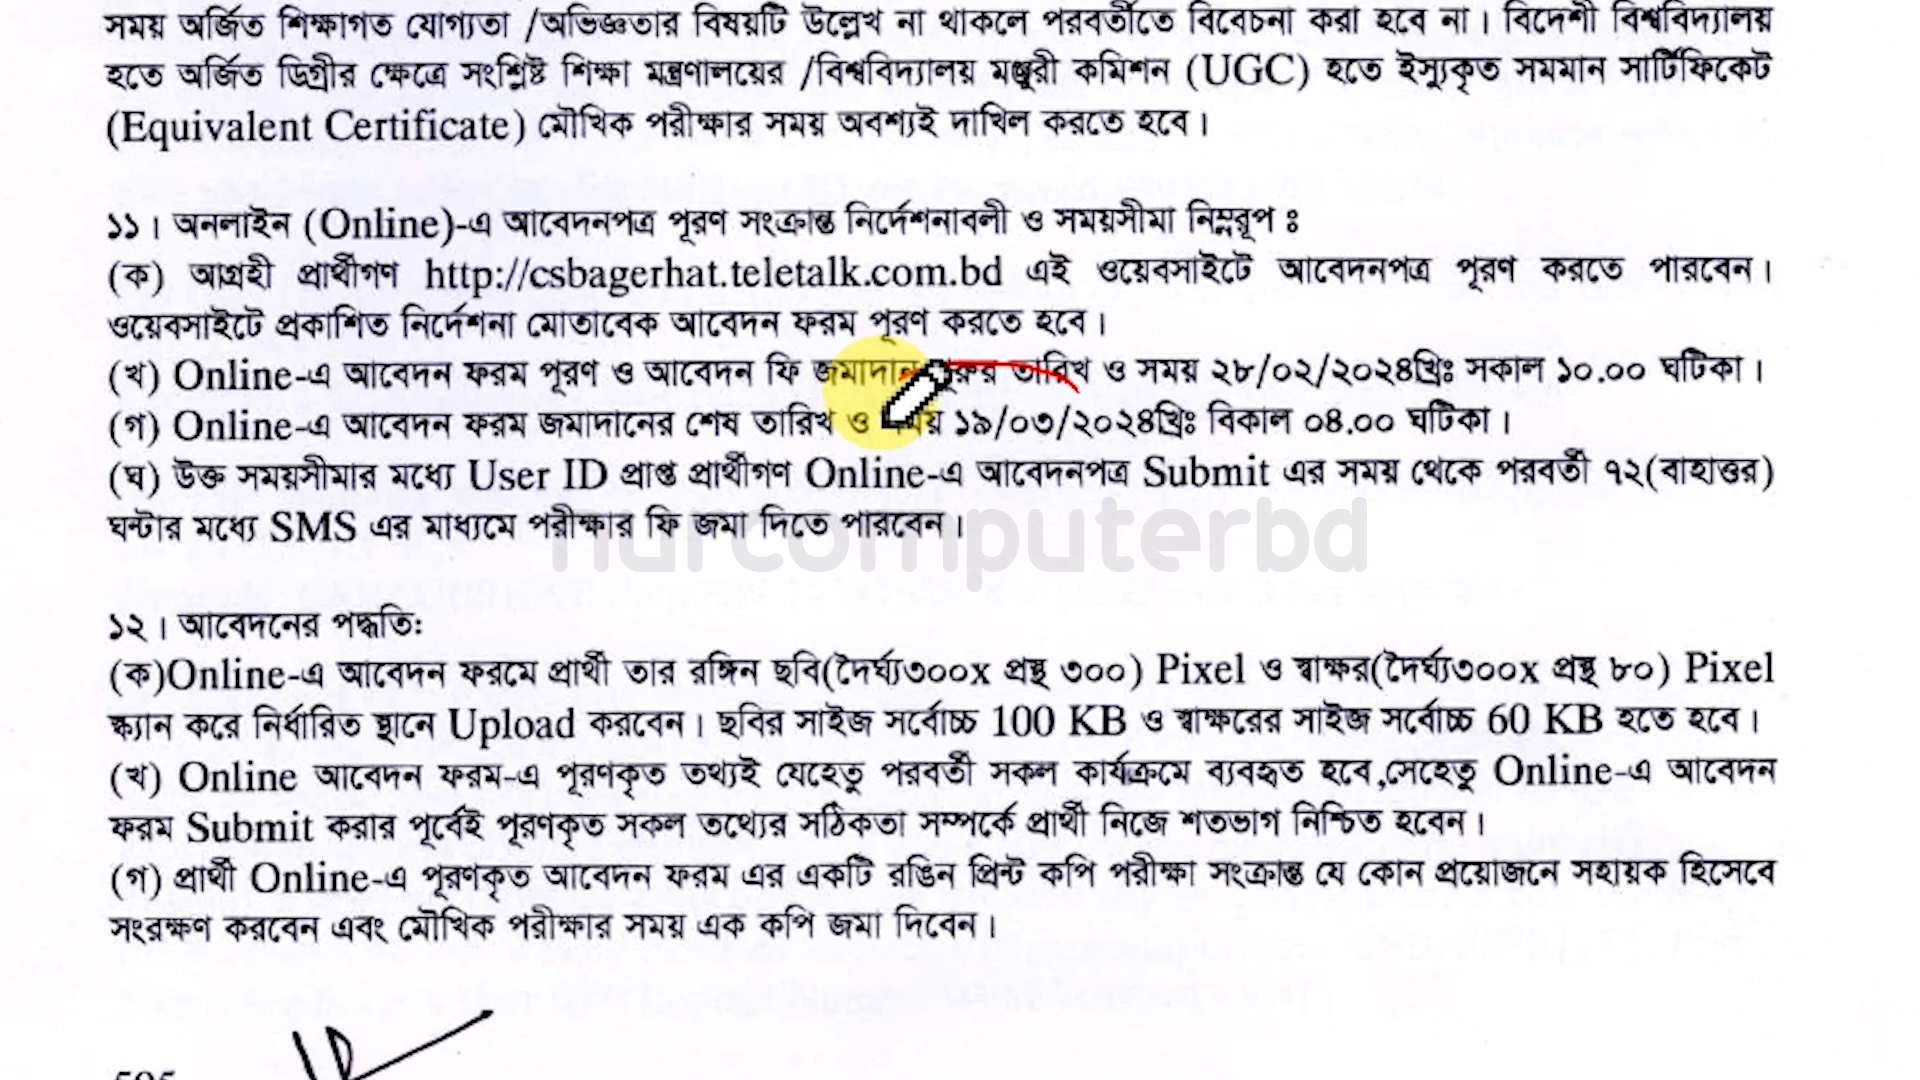 সময় অর্জিত শিক্ষাগত যোগ্যতা /অভিজ্ঞতার বিষয়টি উল্লেখ না থাকলে পরবর্তীতে বিবেচনা করা হবে না। বিদেশী বিশ্ববিদ্যালয়
হতে অর্জিত ডিগ্রীর ক্ষেত্রে সংশ্লিষ্ট শিক্ষা মন্ত্রণালয়ের /বিশ্ববিদ্যালয় মঞ্জুরী কমিশন (UGC) হতে ইস্যুকৃত সমমান সার্টিফিকেট
(Equivalent Certificate) মৌখিক পরীক্ষার সময় অবশ্যই দাখিল করতে হবে।
১১। অনলাইন (Online)-এ আবেদনপত্র পূরণ সংক্রান্ত নির্দেশনাবলী ও সময়সীমা নিম্নরূপ ঃ
(ক) আগ্রহী প্রার্থীগণ http://csbagerhat.teletalk.com.bd এই ওয়েবসাইটে আবেদনপত্র পূরণ করতে পারবেন।
ওয়েবসাইটে প্রকাশিত নির্দেশনা মোতাবেক আবেদন ফরম পূরণ করতে হবে।
(খ) Online-এ আবেদন ফরম পূরণ ও আবেদন ফি জমাদান তারিখ ও সময় ২৮/০২/২০২৪খ্রিঃ সকাল ১০.০০ ঘটিকা।
(গ) Online-এ আবেদন ফরম জমাদানের শেষ তারিখ ও সময় ১৯/০৩/২০২৪খ্রিঃ বিকাল ০৪.০০ ঘটিকা।
(ঘ) উক্ত সময়সীমার মধ্যে User ID প্রাপ্ত প্রার্থীগণ Online-এ আবেদনপত্র Submit এর সময় থেকে পরবর্তী ৭২(বাহাত্তর)
ঘন্টার মধ্যে SMS এর মাধ্যমে পরীক্ষার ফি জমা দিতে পারবেন।
nurcomputerbd
১২। আবেদনের পদ্ধতি:
(ক)Online-এ আবেদন ফরমে প্রার্থী তার রঙ্গিন ছবি(দৈর্ঘ্য৩০০x প্রস্থ ৩০০) Pixel ও স্বাক্ষর(দৈর্ঘ্য৩০০x প্রস্থ ৮০) Pixel
স্ক্যান করে নির্ধারিত স্থানে Upload করবেন। ছবির সাইজ সর্বোচ্চ 100 KB ও স্বাক্ষরের সাইজ সর্বোচ্চ 60 KB হতে হবে।
(খ) Online আবেদন ফরম-এ পূরণকৃত তথ্যই যেহেতু পরবর্তী সকল কার্যক্রমে ব্যবহৃত হবে,সেহেতু Online-এ আবেদন
ফরম Submit করার পূর্বেই পূরণকৃত সকল তথ্যের সঠিকতা সম্পর্কে প্রার্থী নিজে শতভাগ নিশ্চিত হবেন।
(গ) প্রার্থী Online-এ পূরণকৃত আবেদন ফরম এর একটি রঙিন প্রিন্ট কপি পরীক্ষা সংক্রান্ত যে কোন প্রয়োজনে সহায়ক হিসেবে
সংরক্ষণ করবেন এবং মৌখিক পরীক্ষার সময় এক কপি জমা দিবেন।